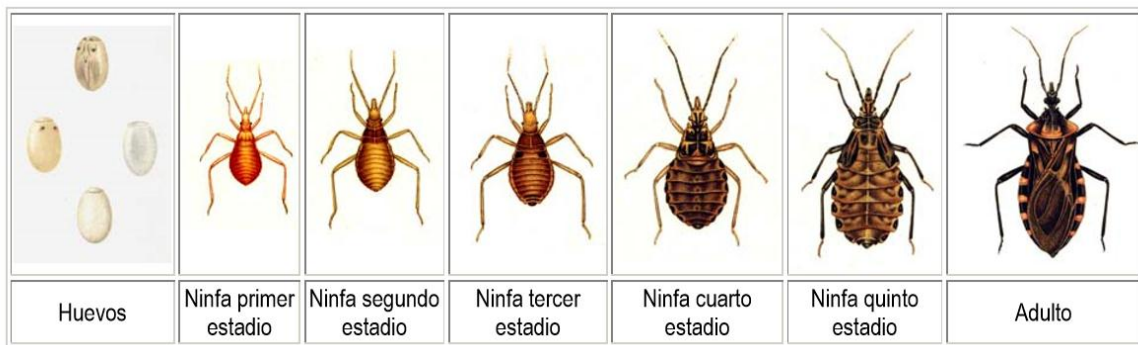 Huevos
Ninfa primer
estadio
Ninfa segundo
estadio
Ninfa tercer
estadio
Ninfa cuarto
estadio
Ninfa quinto
estadio
Adulto